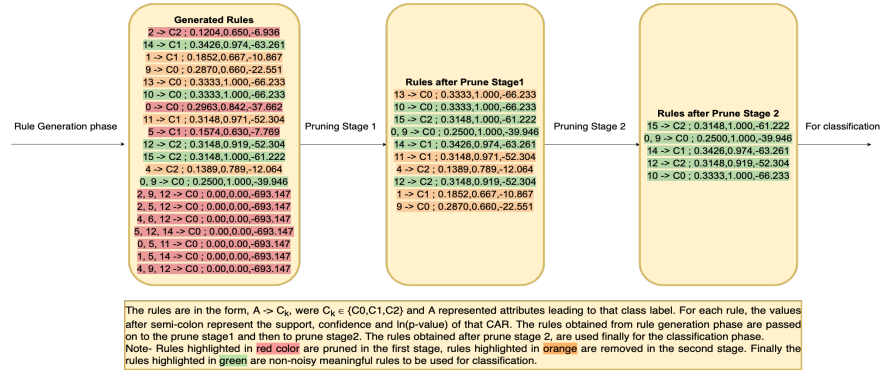 Generated Rules
2 -> C2 ; 0.1204,0.650,-6.936
14 -> C1 ; 0.3426,0.974,-63.261
1 -> C1 ; 0.1852,0.667,-10.867
9 -> C0 ; 0.2870,0.660,-22.551
13 -> C0 ; 0.3333,1.000,-66.233
10 -> C0 ; 0.3333,1.000,-66.233
0 -> C0 ; 0.2963,0.842,-37.662
11 -> C1 ; 0.3148,0.971,-52.304
5 -> C1 ; 0.1574,0.630,-7.769
12 -> C2 ; 0.3148,0.919,-52.304
15 -> C2 ; 0.3148,1.000,-61.222
4 -> C2 ; 0.1389,0.789,-12.064
0, 9 -> C0 ; 0.2500,1.000,-39.946
2, 9, 12 -> C0 ; 0.00,0.00,-693.147
2, 5, 12 -> C0 ; 0.00,0.00,-693.147
4, 6, 12 -> C0 ; 0.00,0.00,-693.147
5, 12, 14 -> C0 ; 0.00,0.00,-693.147
0, 5, 11 -> C0 ; 0.00,0.00,-693.147
1, 5, 14 -> C0 ; 0.00,0.00,-693.147
4, 9, 12 -> C0 ; 0.00,0.00,-693.147
Rule Generation phase
Rules after Prune Stage1
13 -> C0 ; 0.3333,1.000,-66.233
10 -> C0 ; 0.3333,1.000,-66.233
15 -> C2 ; 0.3148,1.000,-61.222
0, 9 -> C0 ; 0.2500,1.000,-39.946
14 -> C1 ; 0.3426,0.974,-63.261
11 -> C1 ; 0.3148,0.971,-52.304
4 -> C2 ; 0.1389,0.789,-12.064
12 -> C2 ; 0.3148,0.919,-52.304
1 -> C1 ; 0.1852,0.667,-10.867
9 -> C0 ; 0.2870,0.660,-22.551
Pruning Stage 1
Pruning Stage 2
Rules after Prune Stage 2
15 -> C2 ; 0.3148,1.000,-61.222
0, 9 -> C0 ; 0.2500,1.000,-39.946
14 -> C1 ; 0.3426,0.974,-63.261
12 -> C2 ; 0.3148,0.919,-52.304
10 -> C0 ; 0.3333,1.000,-66.233
For classification
The rules are in the form, A -> Cₖ, were Cₖ ∈ {C0,C1,C2} and A represented attributes leading to that class label. For each rule, the values
after semi-colon represent the support, confidence and ln(p-value) of that CAR. The rules obtained from rule generation phase are passed
on to the prune stage1 and then to prune stage2. The rules obtained after prune stage 2, are used finally for the classification phase.
Note- Rules highlighted in red color are pruned in the first stage, rules highlighted in orange are removed in the second stage. Finally the
rules highlighted in green are non-noisy meaningful rules to be used for classification.